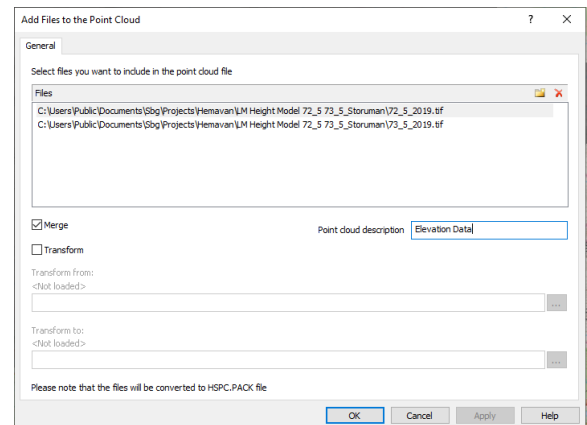 Add Files to the Point Cloud
General
Select files you want to include in the point cloud file
Files
C:\Users\Public\Documents\Sbg\Projects\Hemavan\LM Height Model 72_5 73_5_Storuman\72_5_2019.tif
C:\Users\Public\Documents\Sbg\Projects\Hemavan\LM Height Model 72_5 73_5_Storuman\73_5_2019.tif
Merge Point cloud description Elevation Data
Transform
Transform from:
<Not loaded>
...
Transform to:
<Not loaded>
...
Please note that the files will be converted to HSPC.PACK file
OK Cancel Apply Help